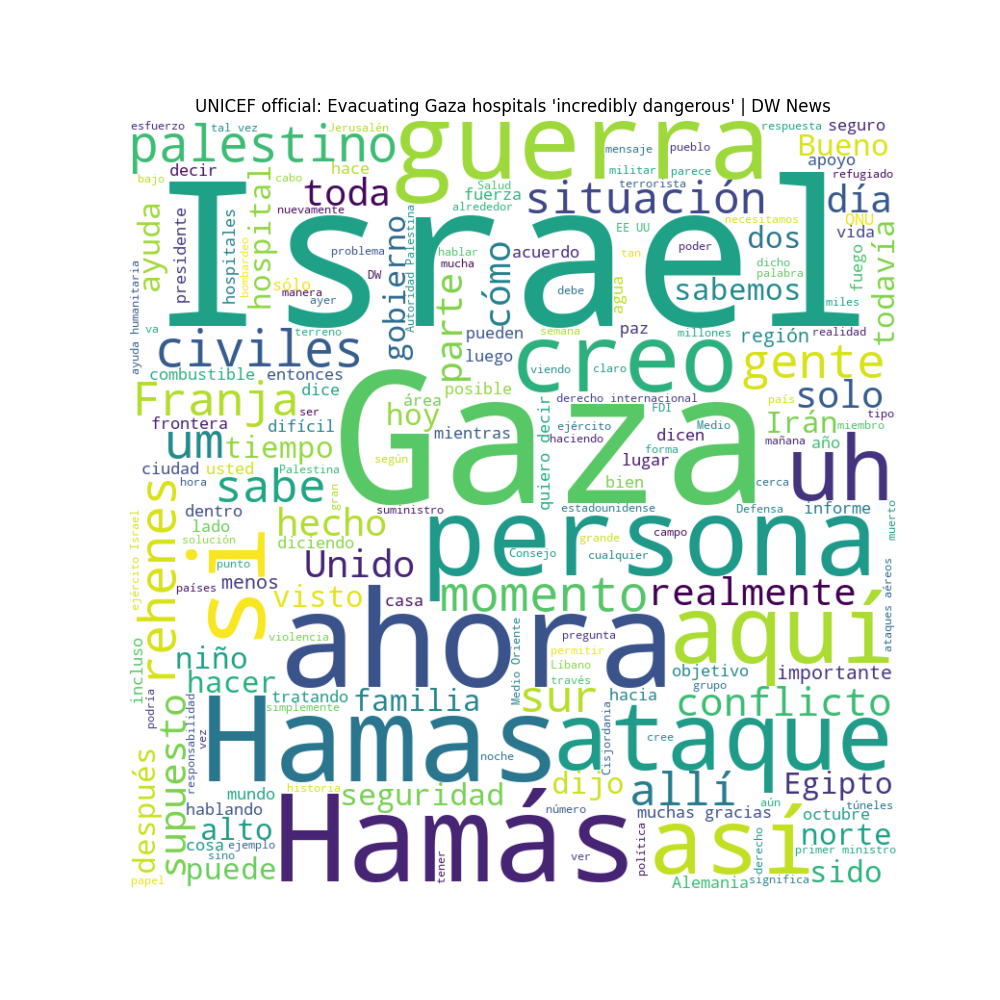 UNICEF official: Evacuating Gaza hospitals 'incredibly dangerous' | DW News
esfuerzo
tal vez
Jerusalén
guerra
respuesta
seguro
palestino
mensaje
pueblo
Bueno
decir
hace
militar
parece
apoyo
bajo
cabo
toda
Salud
fuerza
terrorista
refugiado
situación
día
Israel
hospital
nuevamente
alrededor
necesitamos
ONU
ayuda
presidente
hospitales
bombardeo
problema
gobierno
Autoridad Palestina
hablar
mucha
cómo
acuerdo
EE UU
tan
poder
dos
vida
dicho
palabra
fuego
todavía
ayuda humanitaria
sólo
DW
manera
ayer
parte
debe
agua
sabemos
miles
va
terreno
pueden
semana
paz
millones
región
realidad
civiles
luego
creo
gente
combustible
entonces
viendo
claro
dice
posible
Franja
ser
área
Gaza
derecho internacional
FDI
país
solo
frontera
difícil
hoy
mientras
quiero decir
ejército
haciendo
Medio
dicen
Irán
miembro
tipo
um
tiempo
forma
mañana
año
ciudad
usted
Palestina
según
lugar
uh
hora
sabe
gran
bien
cerca
rehenes
dentro
suministro
estadounidense
Defensa
informe
muerto
ejército Israel
lado
hecho
solución
diciendo
persona
grande
campo
punto
Consejo
cualquier
si
Unido
países
menos
visto
casa
momento
realmente
ataques aéreos
ahora
aquí
violencia
pregunta
incluso
niño
permitir
Medio Oriente
Líbano
través
objetivo
importante
hacer
grupo
podría
responsabilidad
tratando
familia
sur
hacia
conflicto
simplemente
supuesto
vez
Hamas
ataque
noche
Cisjordania
cree
después
mundo
historia
seguridad
dijo
allí
Egipto
hablando
Hamás
número
muchas gracias
aún
túneles
octubre
alto
así
norte
cosa
ejemplo
sino
tener
ver
política
derecho
primer ministro
papel
puede
Alemania
significa
sido